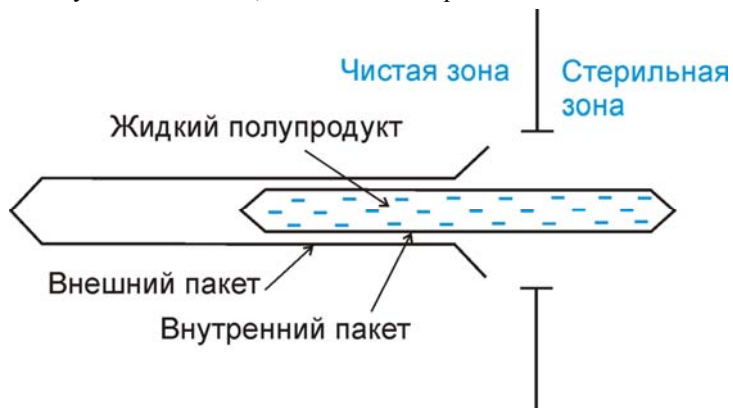 Чистая зона
Стерильная
зона
Жидкий полупродукт
Внешний пакет
Внутренний пакет